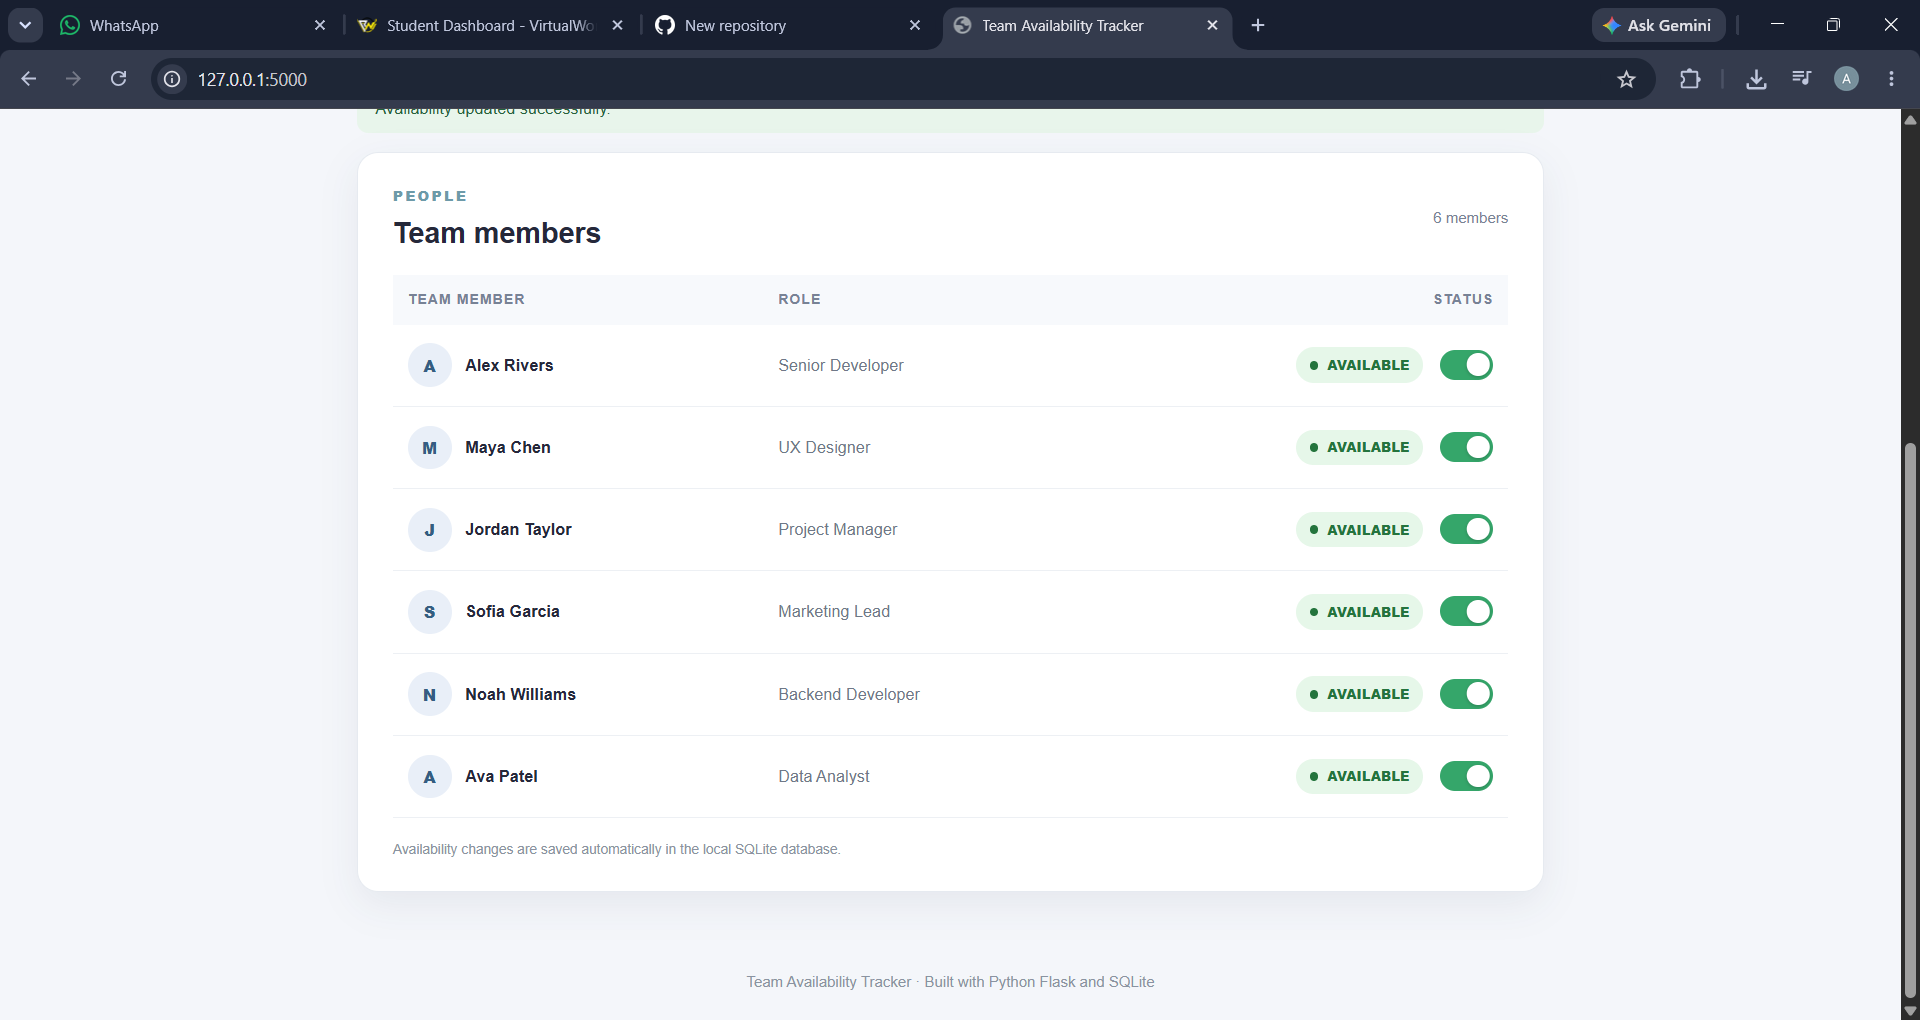 WhatsApp
Student Dashboard - VirtualWo
New repository
Team Availability Tracker
Ask Gemini
127.0.0.1:5000
A
Availability updated successfully.
PEOPLE
Team members
6 members
TEAM MEMBER ROLE STATUS
A Alex Rivers Senior Developer AVAILABLE
M Maya Chen UX Designer AVAILABLE
J Jordan Taylor Project Manager AVAILABLE
S Sofia Garcia Marketing Lead AVAILABLE
N Noah Williams Backend Developer AVAILABLE
A Ava Patel Data Analyst AVAILABLE
Availability changes are saved automatically in the local SQLite database.
Team Availability Tracker · Built with Python Flask and SQLite